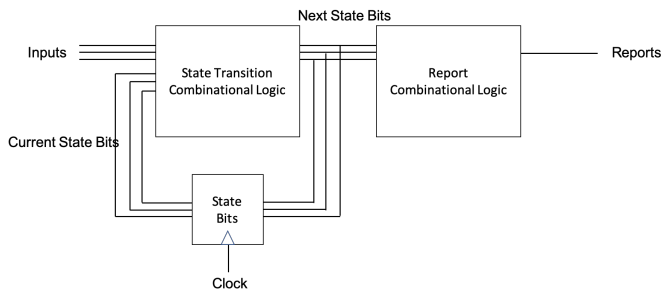 Next State Bits
Inputs
State Transition
Combinational Logic
Report
Combinational Logic
Reports
Current State Bits
State
Bits
Clock